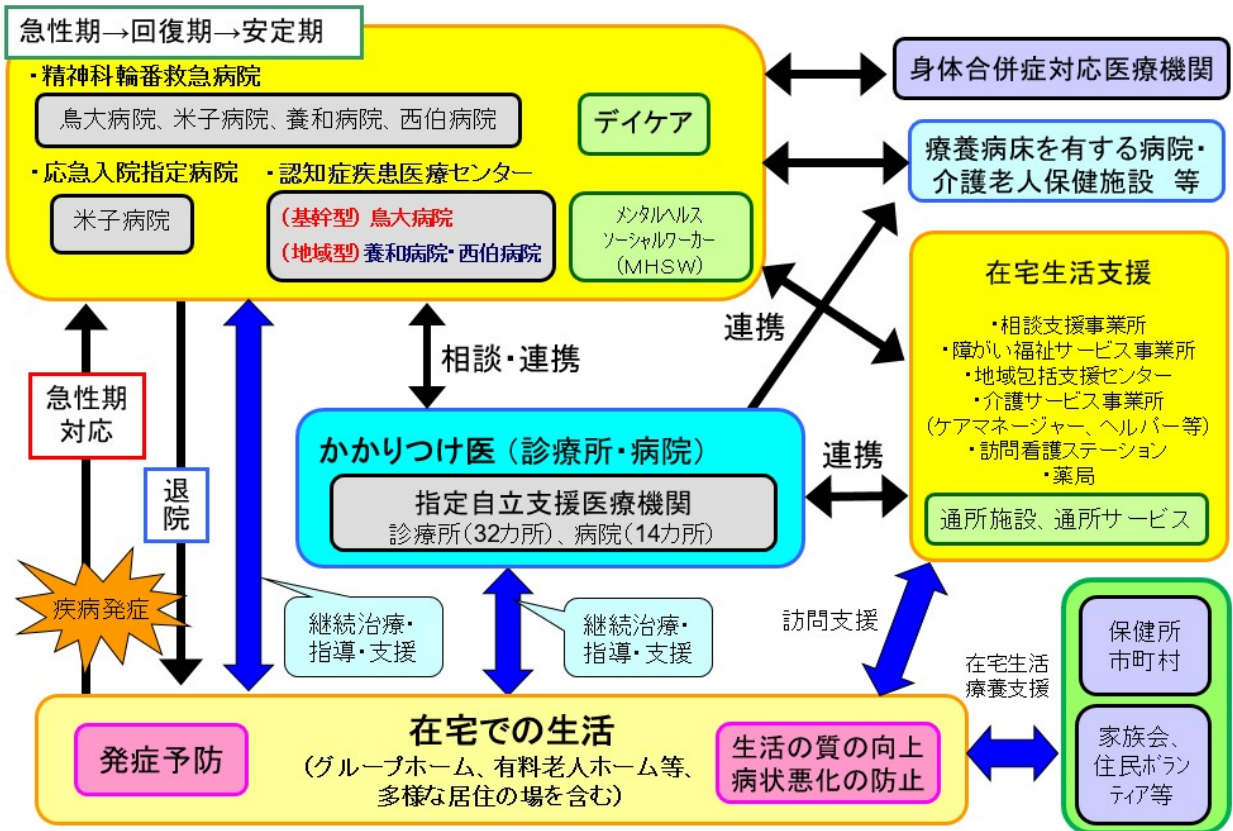 急性期→回復期→安定期
・精神科輪番救急病院
鳥大病院、米子病院、養和病院、西伯病院
デイケア
・応急入院指定病院
米子病院
・認知症疾患医療センター
(基幹型) 鳥大病院
(地域型) 養和病院・西伯病院
メンタルヘルス
ソーシャルワーカー
(MHSW)
身体合併症対応医療機関
療養病床を有する病院・
介護老人保健施設 等
在宅生活支援
・相談支援事業所
・障がい福祉サービス事業所
・地域包括支援センター
・介護サービス事業所
(ケアマネージャー、ヘルパー等)
・訪問看護ステーション
・薬局
通所施設、通所サービス
連携
相談・連携
急性期
対応
退院
かかりつけ医（診療所・病院）
指定自立支援医療機関
診療所(32カ所)、病院(14カ所)
連携
疾病発症
継続治療・
指導・支援
継続治療・
指導・支援
訪問支援
在宅生活
療養支援
保健所
市町村
家族会、
住民ボラン
ティア等
発症予防
在宅での生活
(グループホーム、有料老人ホーム等、
多様な居住の場を含む)
生活の質の向上
病状悪化の防止